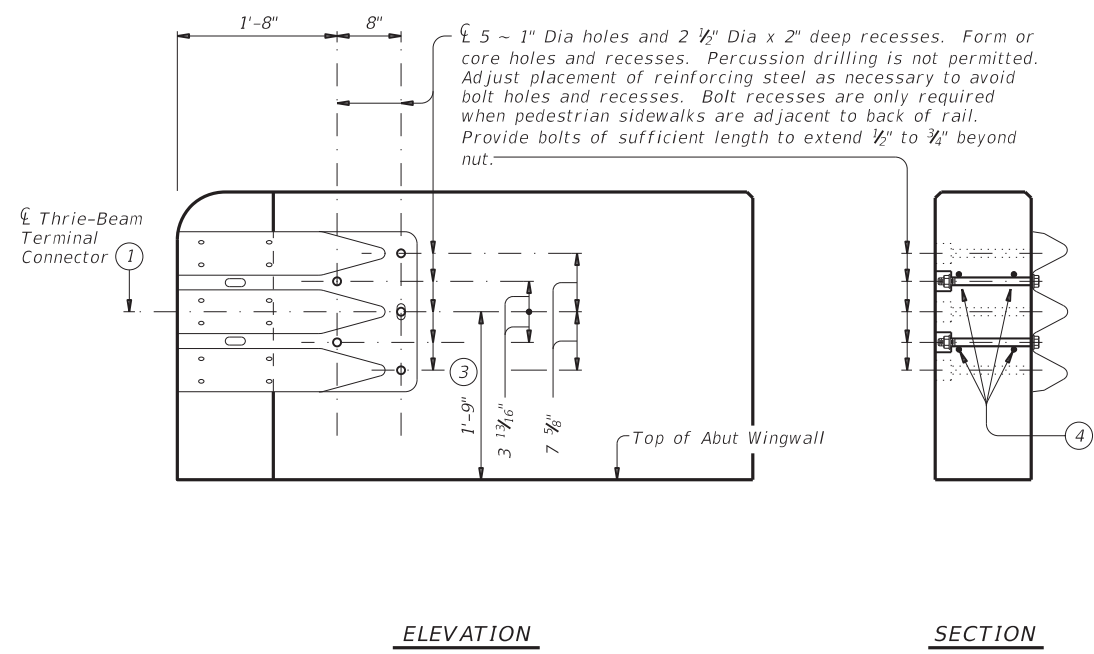 1'-8"
8"
℄ 5 ~ 1" Dia holes and 2 ½" Dia x 2" deep recesses. Form or
core holes and recesses. Percussion drilling is not permitted.
Adjust placement of reinforcing steel as necessary to avoid
bolt holes and recesses. Bolt recesses are only required
when pedestrian sidewalks are adjacent to back of rail.
Provide bolts of sufficient length to extend ½" to ¾" beyond
nut.
℄ Thrie-Beam
Terminal
Connector
1
3
1'-9"
3 13/16"
7 5/8"
Top of Abut Wingwall
4
ELEVATION
SECTION